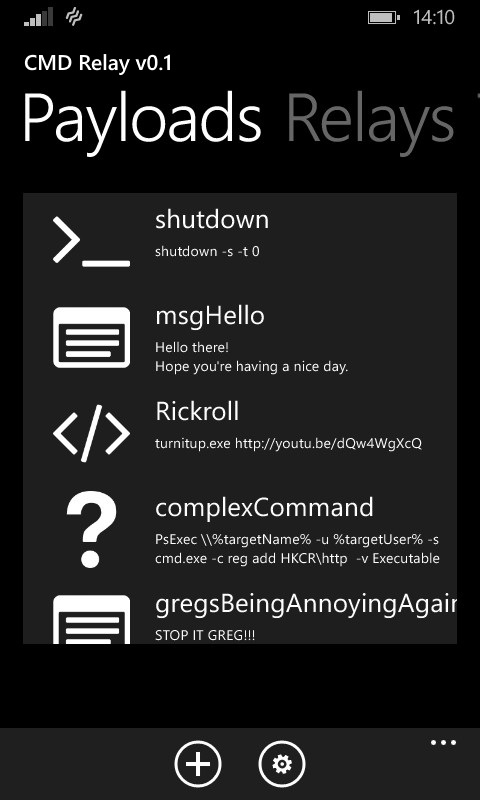 14:10
CMD Relay v0.1
Payloads Relays
shutdown
shutdown -s -t 0
msgHello
Hello there!
Hope you're having a nice day.
Rickroll
turnitup.exe http://youtu.be/dQw4WgXcQ
complexCommand
PsExec \\%targetName% -u %targetUser% -s
cmd.exe -c reg add HKCR\http  -v Executable
gregsBeingAnnoyingAgain
STOP IT GREG!!!